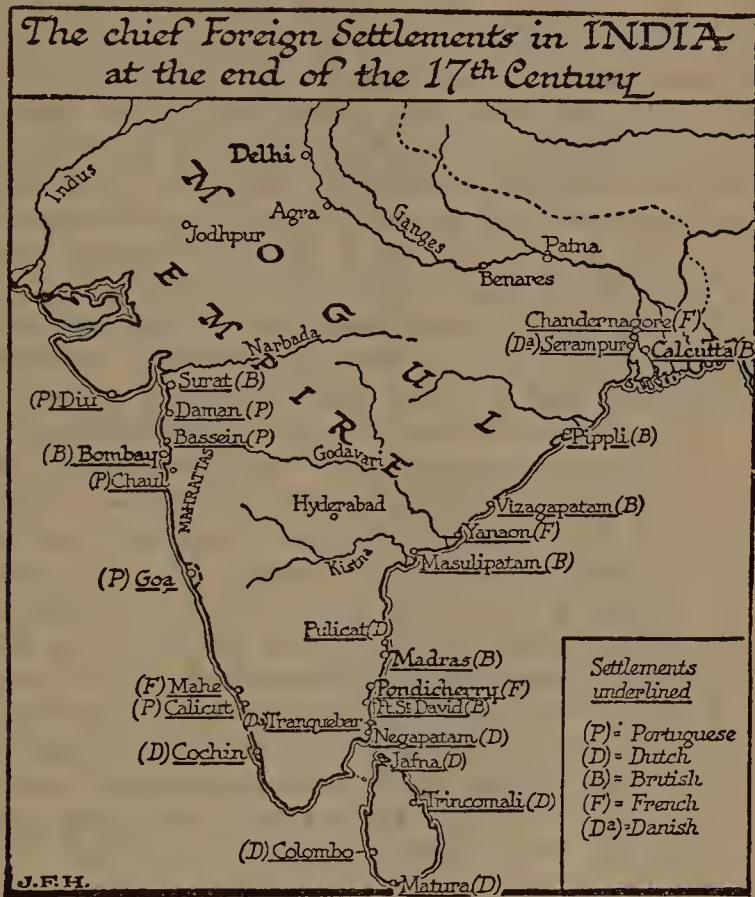 The chief Foreign Settlements in INDIA
at the end of the 17th Century
Indus
Delhi
Agra
Jodhpur
Ganges
Patna
Benares
MOGUL
EMPIRE
Chandernagore (F)
(Da) Serampur
Calcutta (B)
Narbada
(P) Diu
Surat (B)
Daman (P)
Bassein (P)
(B) Bombay
(P) Chaul
MAHRATTAS
Godavari
Pippli (B)
Hyderabad
Vizagapatam (B)
Yanaon (F)
Kistna
Masulipatam (B)
(P) Goa
Pulicat (D)
Madras (B)
(F) Mahe
Pondicherry (F)
(P) Calicut
Ft. St. David (B)
Tranquebar
(D) Cochin
Negapatam (D)
Jafna (D)
Trincomali (D)
(D) Colombo
Matura (D)
Settlements
underlined
(P) = Portuguese
(D) = Dutch
(B) = British
(F) = French
(Da) = Danish
J.F.H.